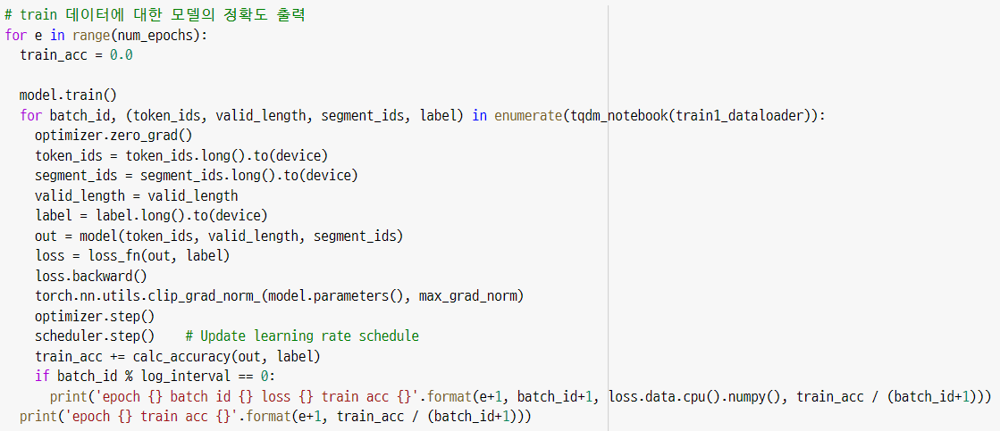 # train 데이터에 대한 모델의 정확도 출력
for e in range(num_epochs):
  train_acc = 0.0

  model.train()
  for batch_id, (token_ids, valid_length, segment_ids, label) in enumerate(tqdm_notebook(train1_dataloader)):
    optimizer.zero_grad()
    token_ids = token_ids.long().to(device)
    segment_ids = segment_ids.long().to(device)
    valid_length = valid_length
    label = label.long().to(device)
    out = model(token_ids, valid_length, segment_ids)
    loss = loss_fn(out, label)
    loss.backward()
    torch.nn.utils.clip_grad_norm_(model.parameters(), max_grad_norm)
    optimizer.step()
    scheduler.step()    # Update learning rate schedule
    train_acc += calc_accuracy(out, label)
    if batch_id % log_interval == 0:
      print('epoch {} batch id {} loss {} train acc {}'.format(e+1, batch_id+1, loss.data.cpu().numpy(), train_acc / (batch_id+1)))
  print('epoch {} train acc {}'.format(e+1, train_acc / (batch_id+1)))